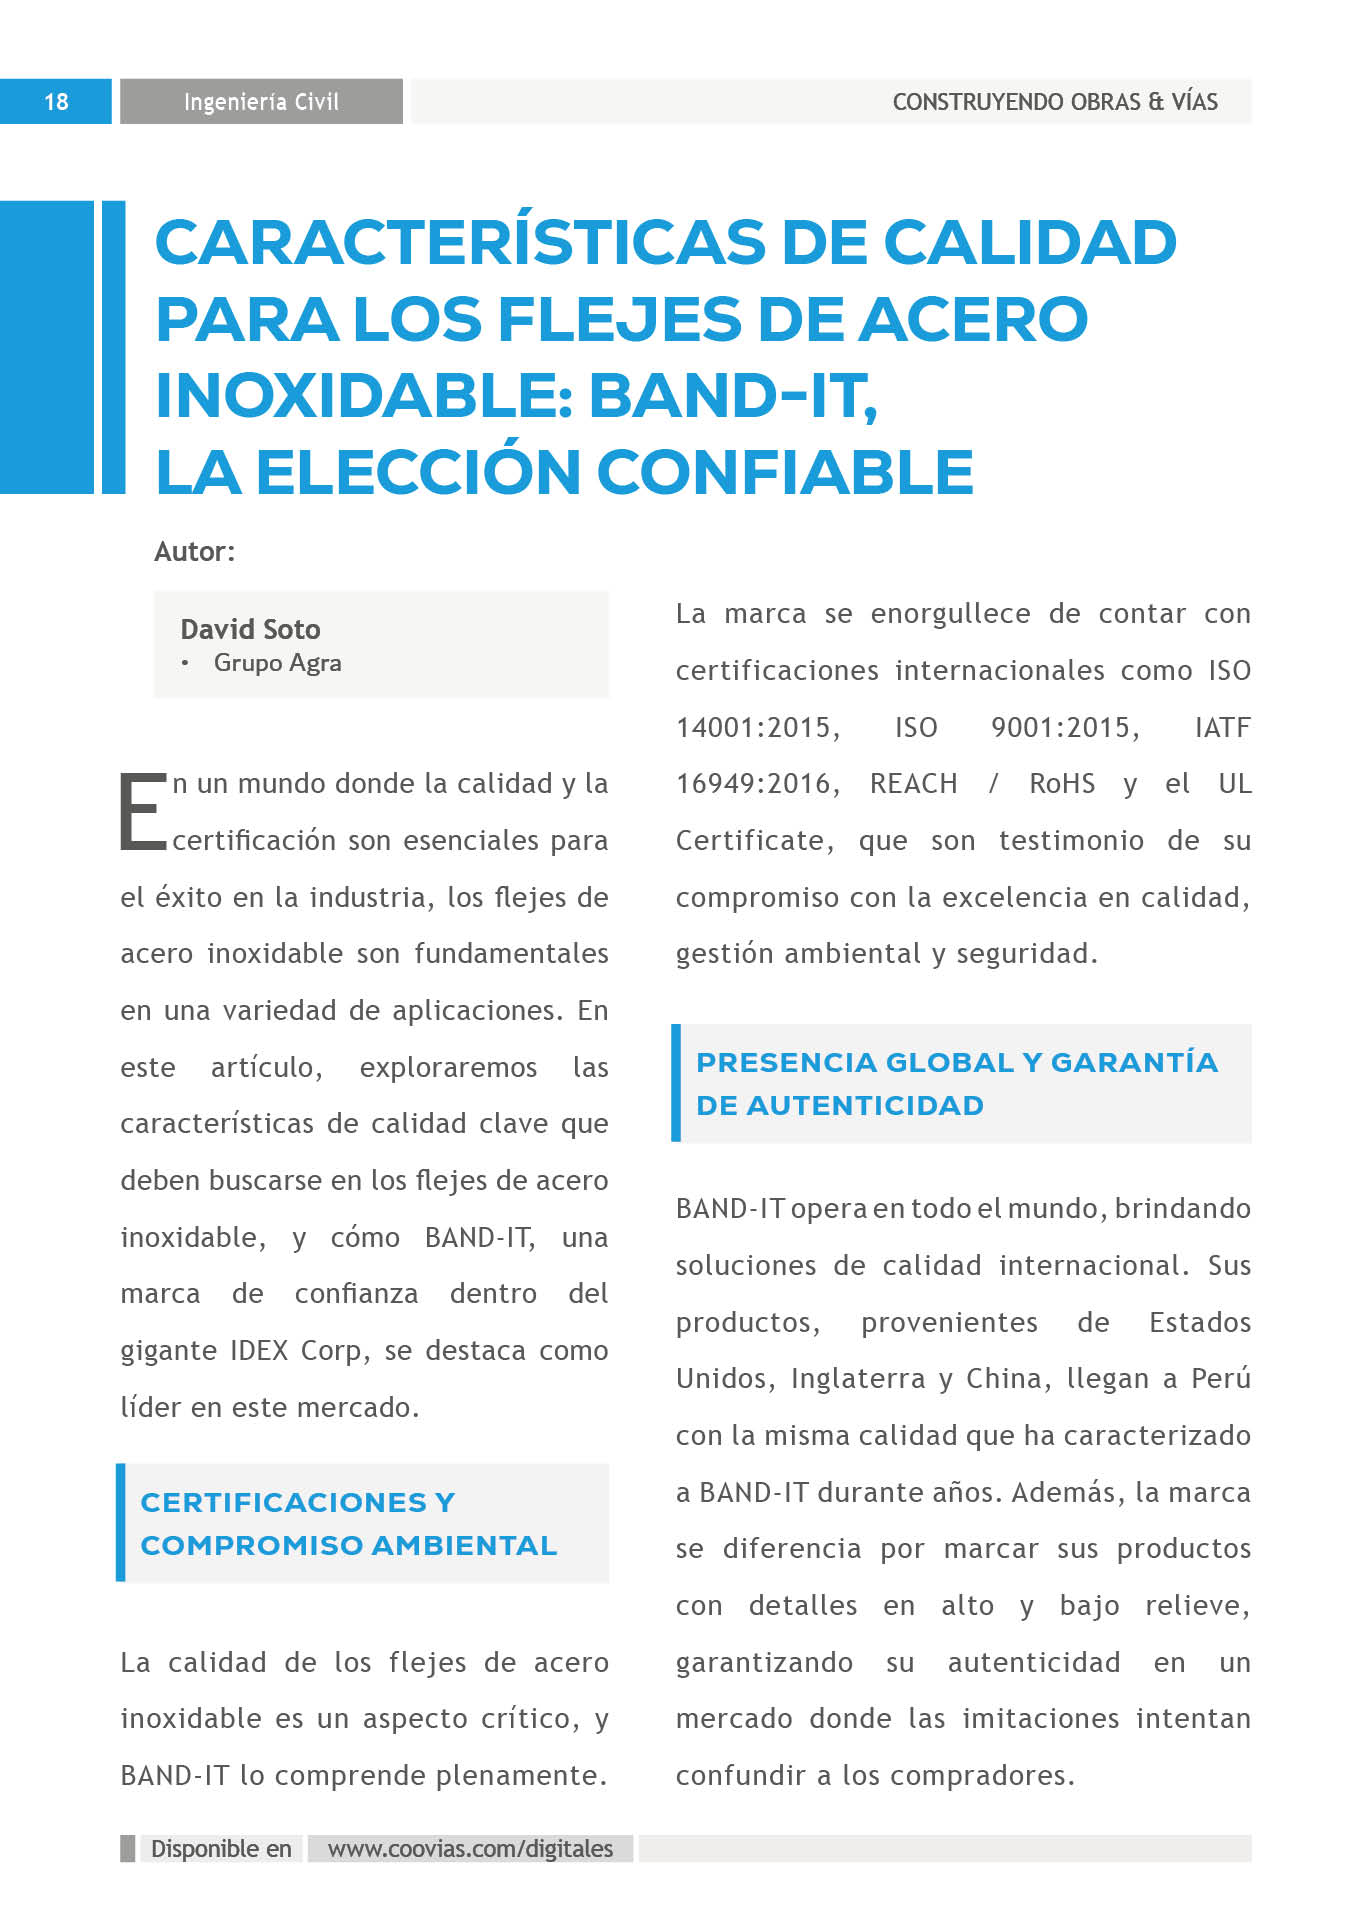 18
Ingeniería Civil
CONSTRUYENDO OBRAS & VÍAS
CARACTERÍSTICAS DE CALIDAD
PARA LOS FLEJES DE ACERO
INOXIDABLE: BAND-IT,
LA ELECCIÓN CONFIABLE
Autor:
David Soto
• Grupo Agra
En un mundo donde la calidad y la
certificación son esenciales para
el éxito en la industria, los flejes de
acero inoxidable son fundamentales
en una variedad de aplicaciones. En
este artículo, exploraremos las
características de calidad clave que
deben buscarse en los flejes de acero
inoxidable, y cómo BAND-IT, una
marca de confianza dentro del
gigante IDEX Corp, se destaca como
líder en este mercado.
CERTIFICACIONES Y
COMPROMISO AMBIENTAL
La calidad de los flejes de acero
inoxidable es un aspecto crítico, y
BAND-IT lo comprende plenamente.
La marca se enorgullece de contar con
certificaciones internacionales como ISO
14001:2015, ISO 9001:2015, IATF
16949:2016, REACH / RoHS y el UL
Certificate, que son testimonio de su
compromiso con la excelencia en calidad,
gestión ambiental y seguridad.
PRESENCIA GLOBAL Y GARANTÍA
DE AUTENTICIDAD
BAND-IT opera en todo el mundo, brindando
soluciones de calidad internacional. Sus
productos, provenientes de Estados
Unidos, Inglaterra y China, llegan a Perú
con la misma calidad que ha caracterizado
a BAND-IT durante años. Además, la marca
se diferencia por marcar sus productos
con detalles en alto y bajo relieve,
garantizando su autenticidad en un
mercado donde las imitaciones intentan
confundir a los compradores.
Disponible en
www.coovias.com/digitales